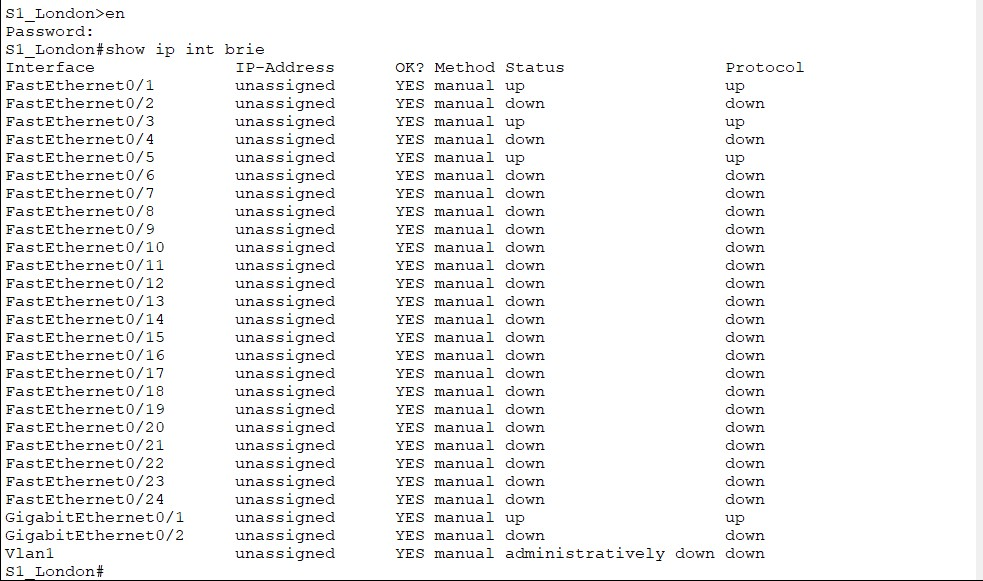 S1_London>en
Password:
S1_London#show ip int brie
Interface IP-Address OK? Method Status Protocol
FastEthernet0/1 unassigned YES manual up up
FastEthernet0/2 unassigned YES manual down down
FastEthernet0/3 unassigned YES manual up up
FastEthernet0/4 unassigned YES manual down down
FastEthernet0/5 unassigned YES manual up up
FastEthernet0/6 unassigned YES manual down down
FastEthernet0/7 unassigned YES manual down down
FastEthernet0/8 unassigned YES manual down down
FastEthernet0/9 unassigned YES manual down down
FastEthernet0/10 unassigned YES manual down down
FastEthernet0/11 unassigned YES manual down down
FastEthernet0/12 unassigned YES manual down down
FastEthernet0/13 unassigned YES manual down down
FastEthernet0/14 unassigned YES manual down down
FastEthernet0/15 unassigned YES manual down down
FastEthernet0/16 unassigned YES manual down down
FastEthernet0/17 unassigned YES manual down down
FastEthernet0/18 unassigned YES manual down down
FastEthernet0/19 unassigned YES manual down down
FastEthernet0/20 unassigned YES manual down down
FastEthernet0/21 unassigned YES manual down down
FastEthernet0/22 unassigned YES manual down down
FastEthernet0/23 unassigned YES manual down down
FastEthernet0/24 unassigned YES manual down down
GigabitEthernet0/1 unassigned YES manual up up
GigabitEthernet0/2 unassigned YES manual down down
Vlan1 unassigned YES manual administratively down down
S1_London#